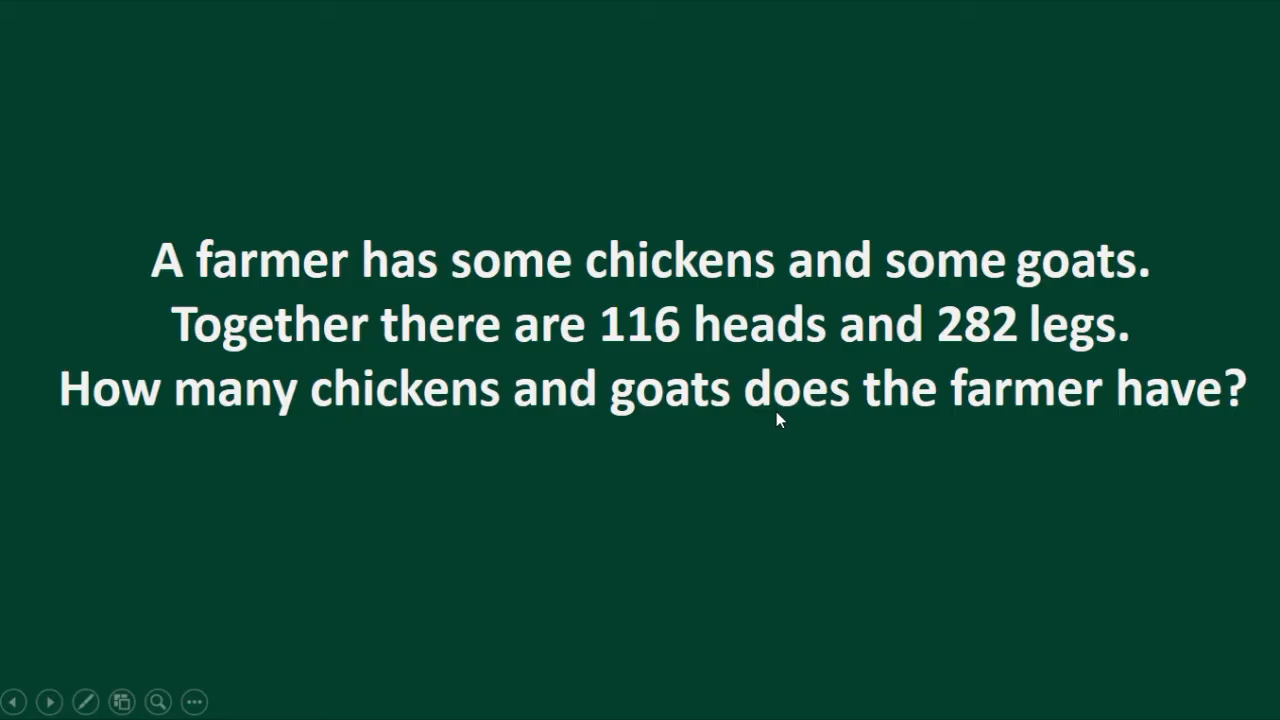 A farmer has some chickens and some goats.
Together there are 116 heads and 282 legs.
How many chickens and goats does the farmer have?